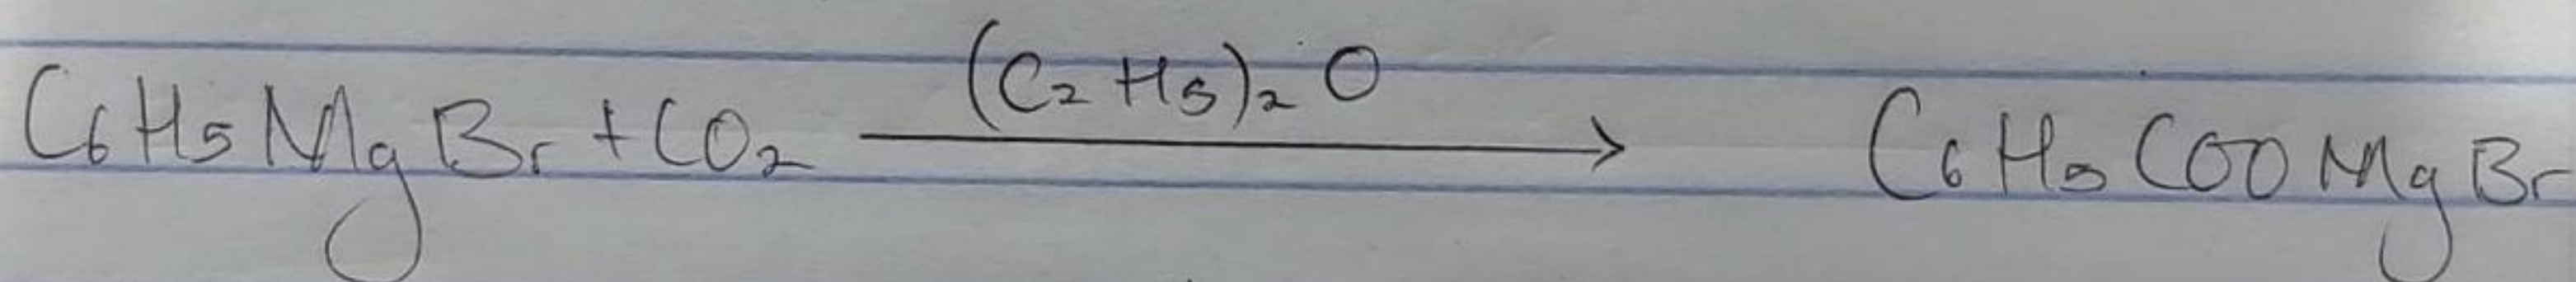 C6H5MgBr + CO2 (C2H5)2O → C6H5COOMgBr